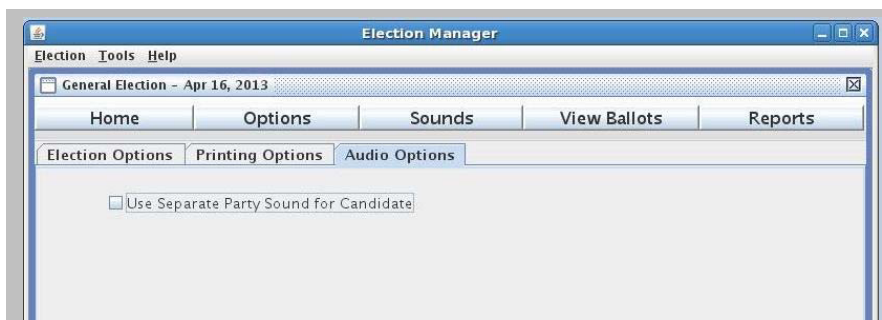 Election Manager
Election Tools Help
General Election - Apr 16, 2013
Home Options Sounds View Ballots Reports
Election Options Printing Options Audio Options
Use Separate Party Sound for Candidate